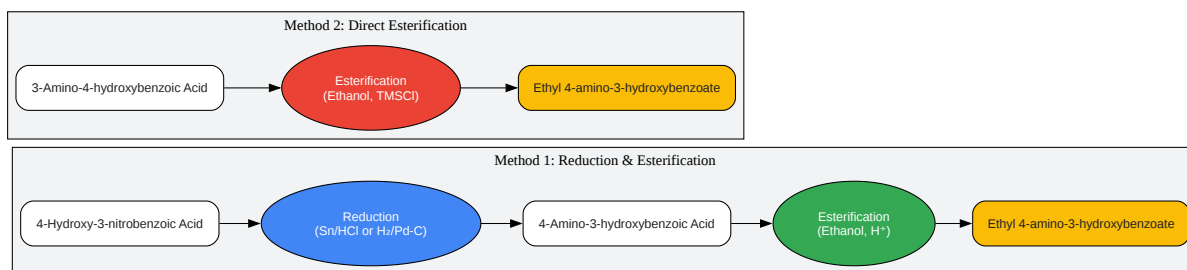 Method 2: Direct Esterification
3-Amino-4-hydroxybenzoic Acid
Esterification
(Ethanol, TMSCl)
Ethyl 4-amino-3-hydroxybenzoate
Method 1: Reduction & Esterification
4-Hydroxy-3-nitrobenzoic Acid
Reduction
(Sn/HCl or H₂/Pd-C)
4-Amino-3-hydroxybenzoic Acid
Esterification
(Ethanol, H⁺)
Ethyl 4-amino-3-hydroxybenzoate